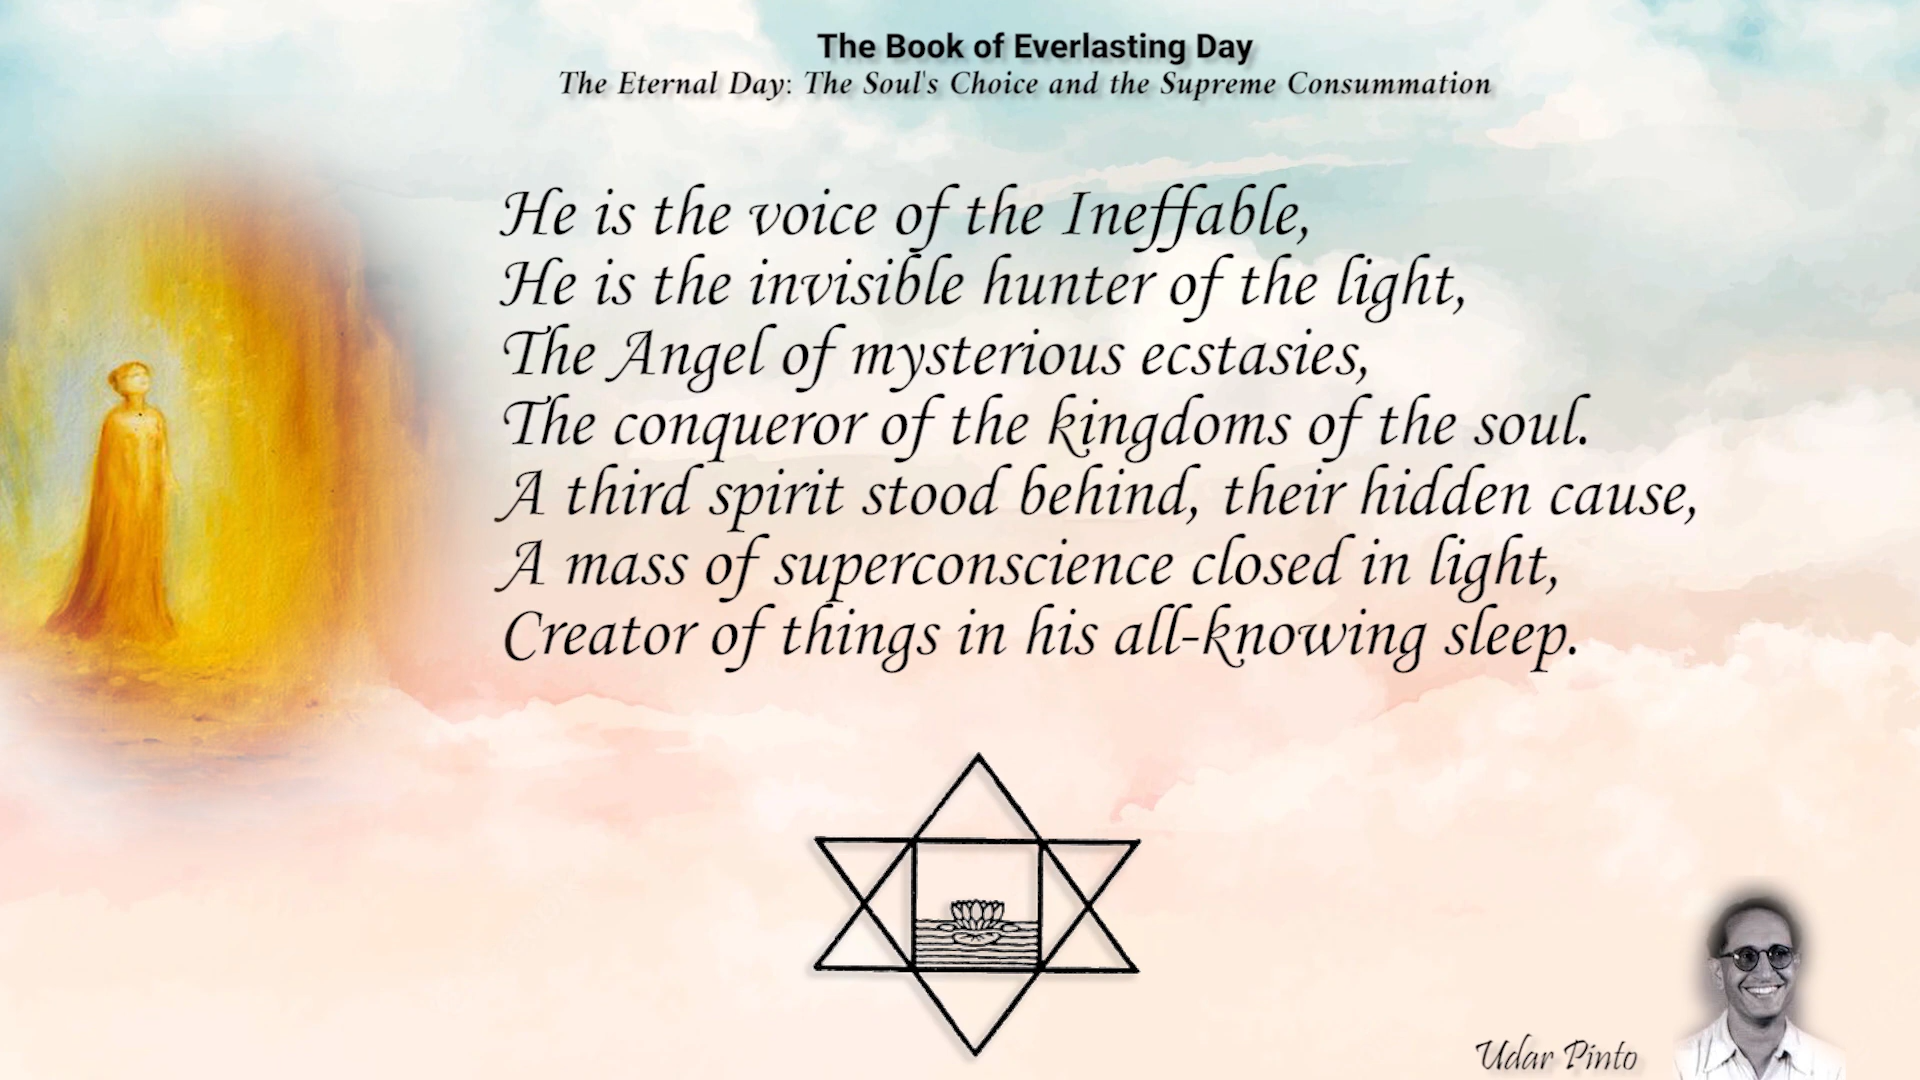 The Book of Everlasting Day
The Eternal Day: The Soul's Choice and the Supreme Consummation
He is the voice of the Ineffable,
He is the invisible hunter of the light,
The Angel of mysterious ecstasies,
The conqueror of the kingdoms of the soul.
A third spirit stood behind, their hidden cause,
A mass of superconscience closed in light,
Creator of things in his all-knowing sleep.
Udar Pinto